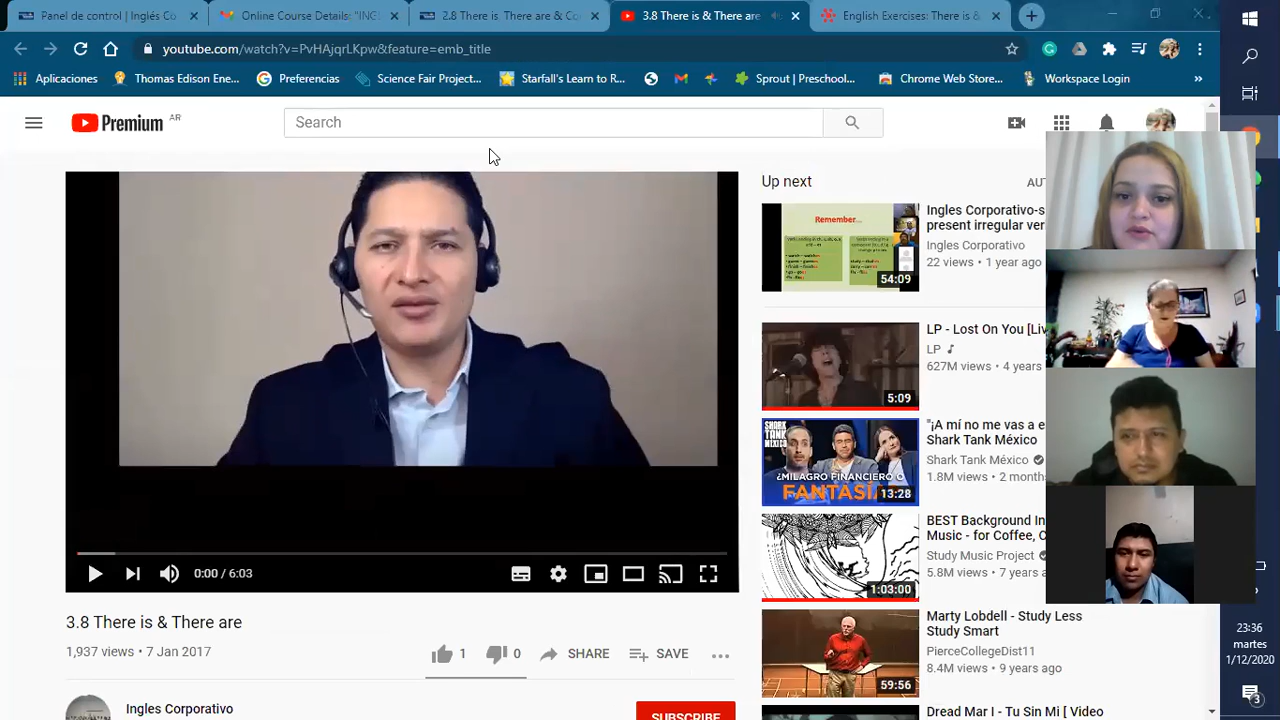 Panel de control | Inglés Co
Online Course Details: "INGL
2.8 There is, There are & Co
3.8 There is & There are
English Exercises: There is &
youtube.com/watch?v=PvHAjqrLKpw&feature=emb_title
Aplicaciones
Thomas Edison Ene...
Preferencias
Science Fair Project...
Starfall's Learn to R...
Sprout | Preschool...
Chrome Web Store...
Workspace Login
Premium AR
Search
Up next
AUT
Remember...
54:09
Ingles Corporativo-s
present irregular ver
Ingles Corporativo
22 views • 1 year ago
5:09
LP - Lost On You [Liv
LP
627M views • 4 years
SHARK TANK MÉXICO
¿MILAGRO FINANCIERO O
FANTASÍA
13:28
"¡A mí no me vas a e
Shark Tank México
Shark Tank México
1.8M views • 2 months
1:03:00
BEST Background In
Music - for Coffee, C
Study Music Project
5.8M views • 7 years a
59:56
Marty Lobdell - Study Less
Study Smart
PierceCollegeDist11
8.4M views • 9 years ago
Dread Mar I - Tu Sin Mi [ Video
0:00 / 6:03
3.8 There is & There are
1,937 views • 7 Jan 2017
1
0
SHARE
SAVE
Ingles Corporativo
SUBSCRIBE
23:36
martes
1/12/2020
3